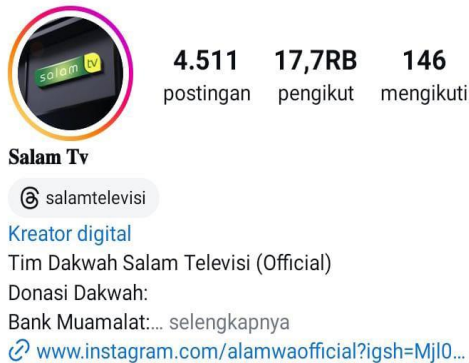 salam tv
4.511 17,7RB 146
postingan pengikut mengikuti
Salam Tv
salamtelevisi
Kreator digital
Tim Dakwah Salam Televisi (Official)
Donasi Dakwah:
Bank Muamalat:... selengkapnya
www.instagram.com/alamwaofficial?igsh=Mjl0...